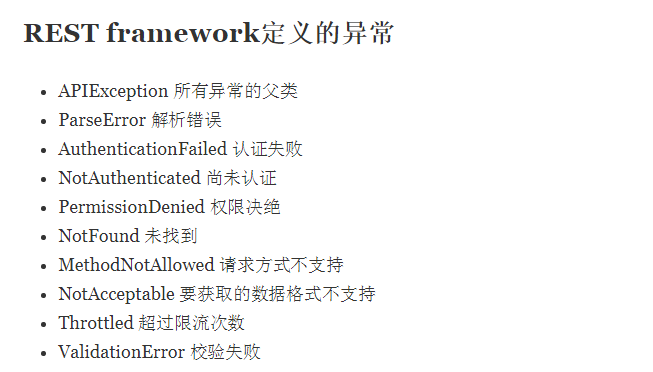 REST framework定义的异常
APIException 所有异常的父类
ParseError 解析错误
AuthenticationFailed 认证失败
NotAuthenticated 尚未认证
PermissionDenied 权限决绝
NotFound 未找到
MethodNotAllowed 请求方式不支持
NotAcceptable 要获取的数据格式不支持
Throttled 超过限流次数
ValidationError 校验失败